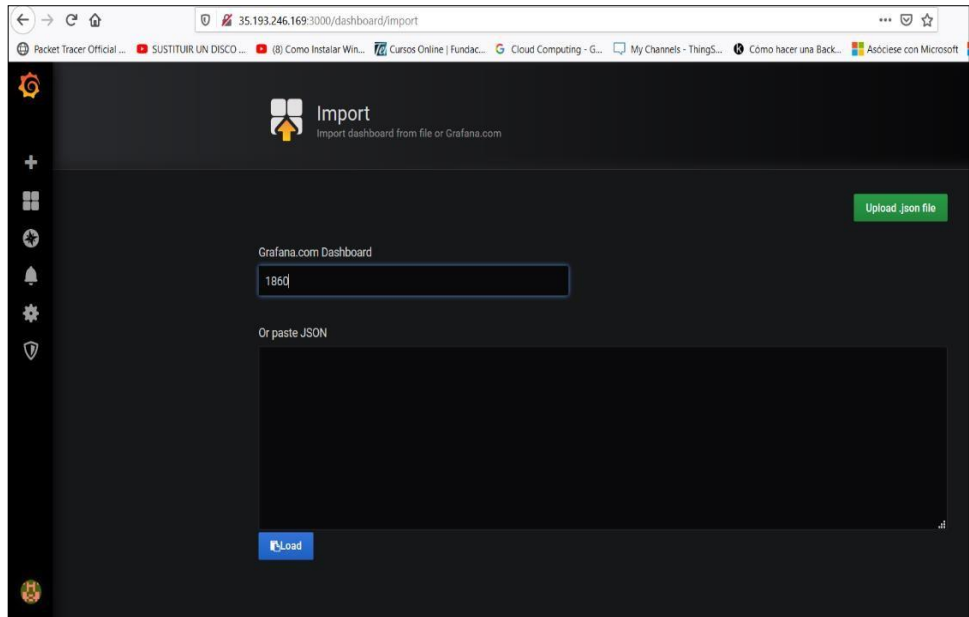 35.193.246.169:3000/dashboard/import
Packet Tracer Official ... SUSTITUIR UN DISCO ... (8) Como Instalar Win... Cursos Online | Fundac... Cloud Computing - G... My Channels - ThingS... Cómo hacer una Back... Asóciese con Microsoft
Import
Import dashboard from file or Grafana.com
Upload .json file
Grafana.com Dashboard
1860
Or paste JSON
Load